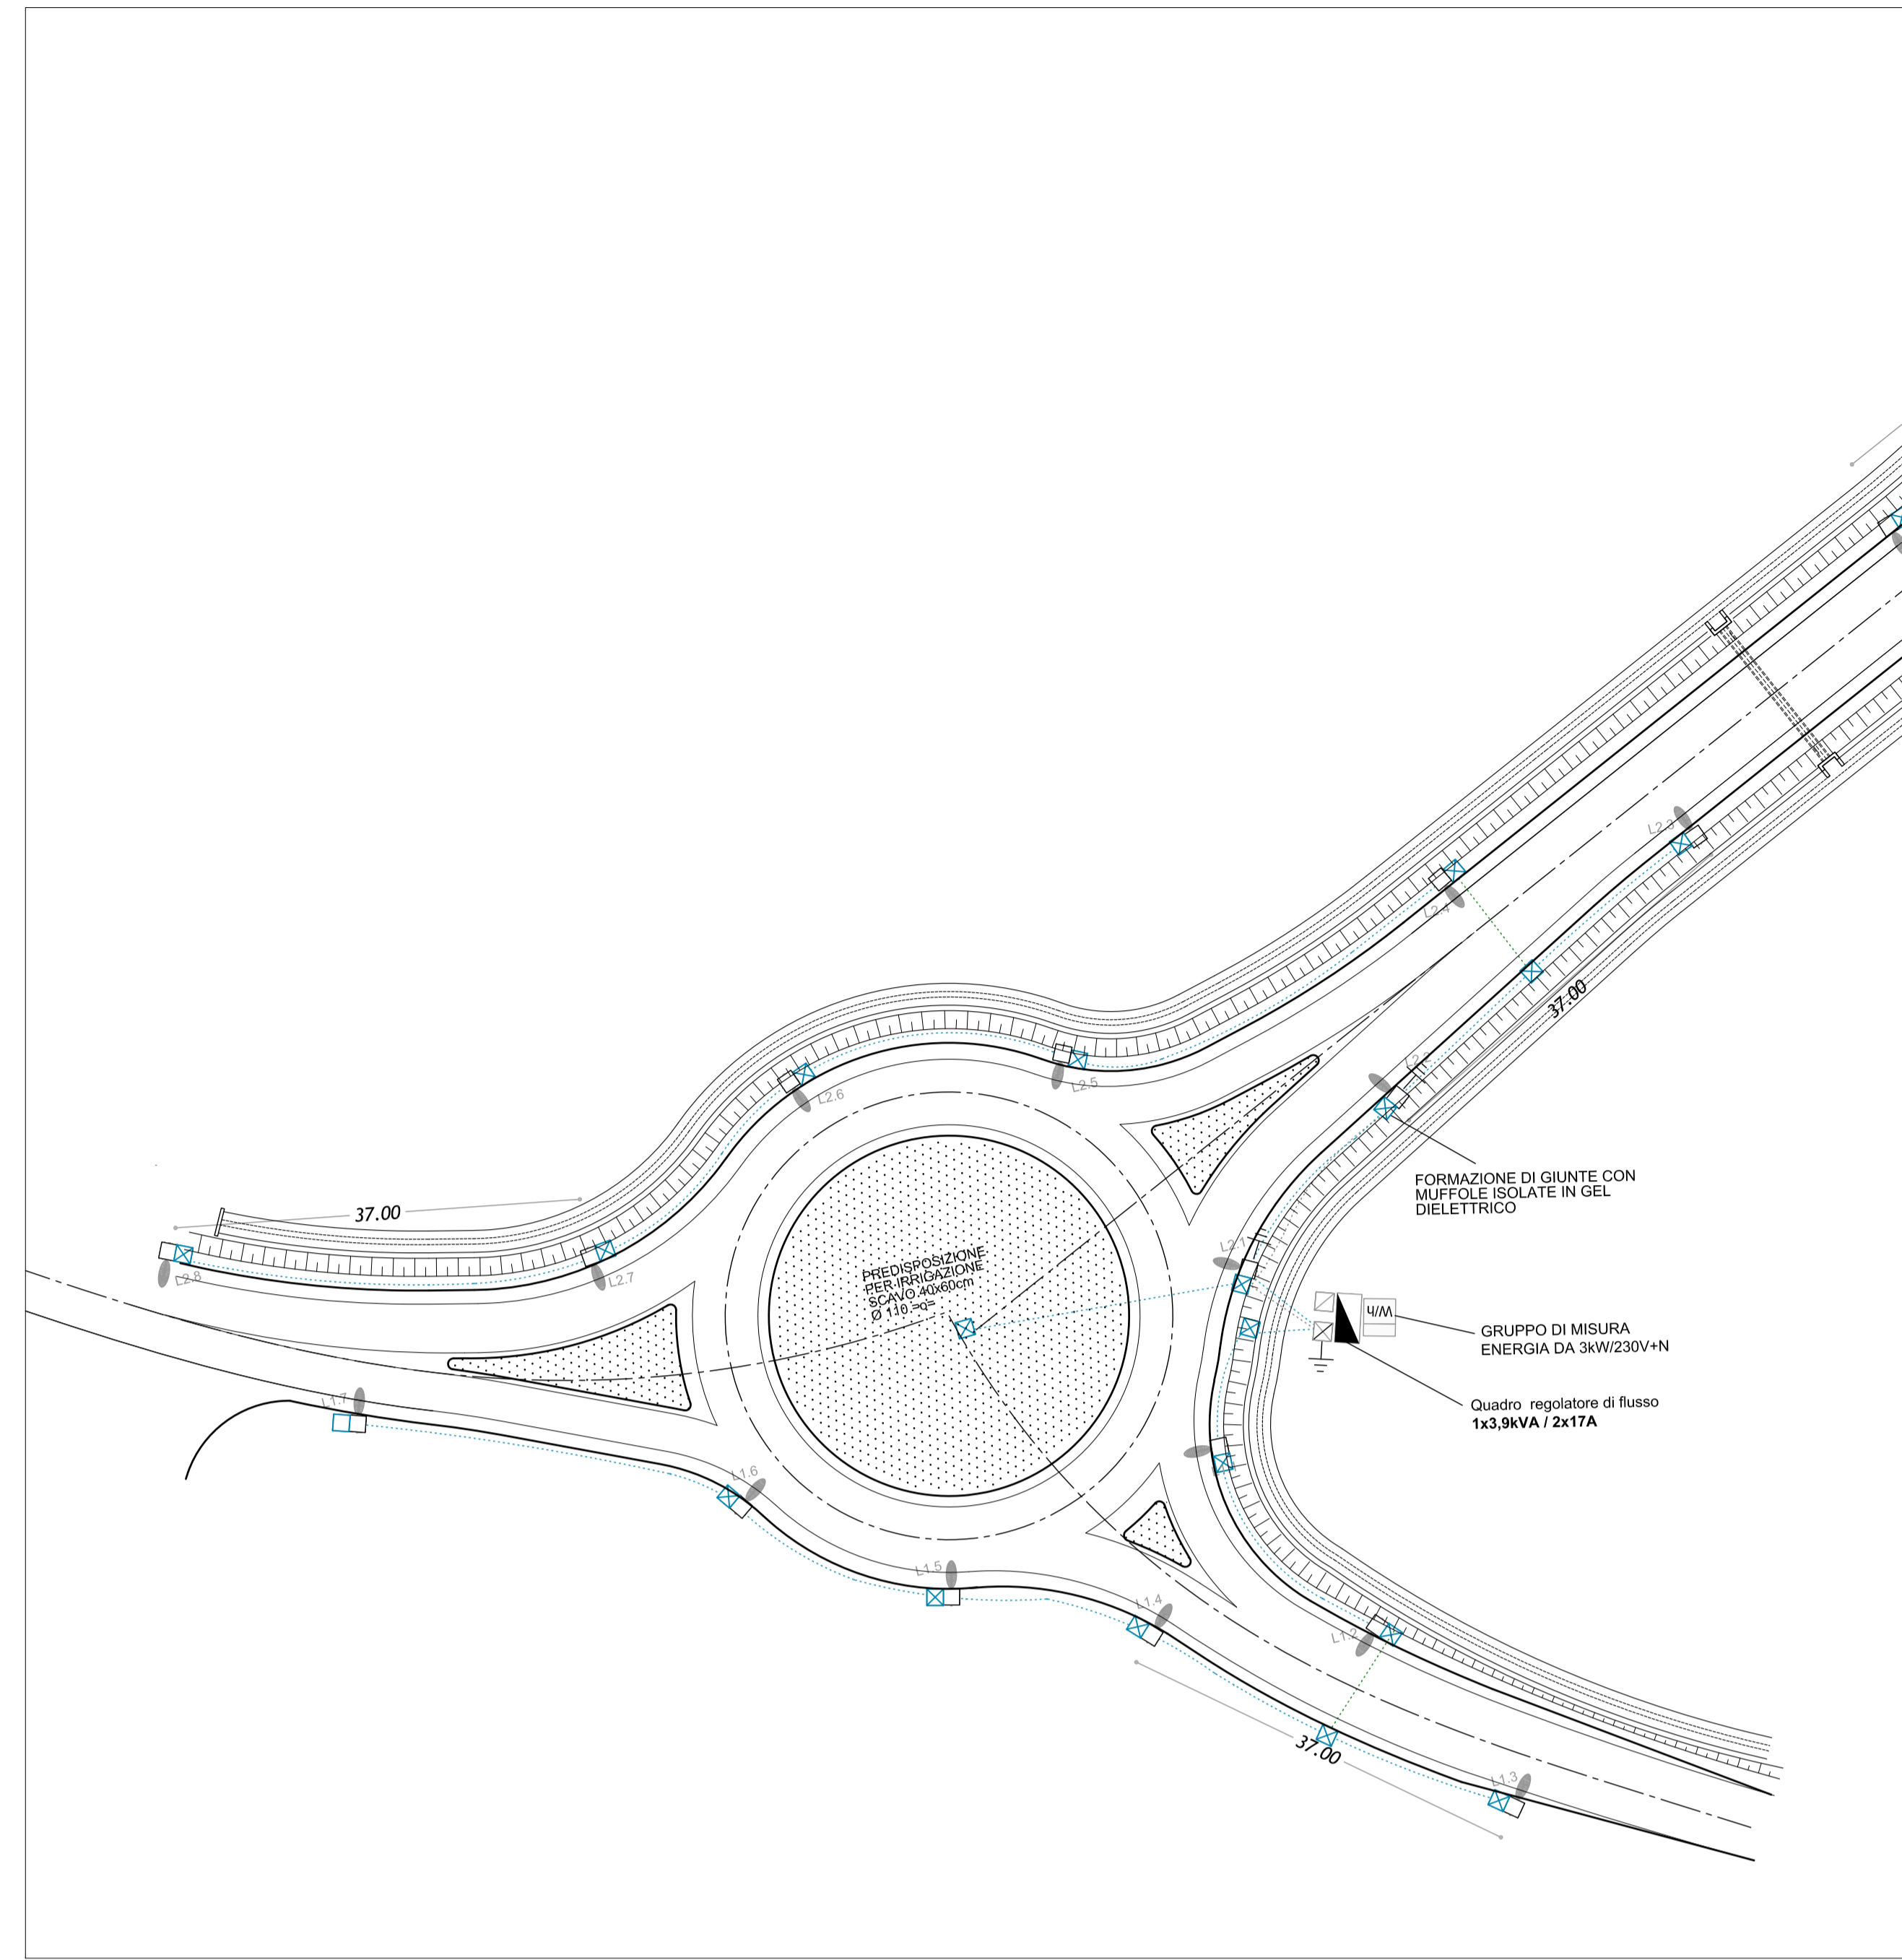 L2.3
L2.4
37.00
L2.2
L2.5
L2.6
FORMAZIONE DI GIUNTE CON
MUFFOLE ISOLATE IN GEL
DIELETTRICO
37.00
L2.1
PREDISPOSIZIONE
PER IRRIGAZIONE
SCAVO 40x60cm
Ø 110 =o=
L2.8
L2.7
W/h
GRUPPO DI MISURA
ENERGIA DA 3kW/230V+N
Quadro regolatore di flusso
1x3,9kVA / 2x17A
L1.7
L1.6
L1.5
L1.4
L1.2
37.00
L1.3